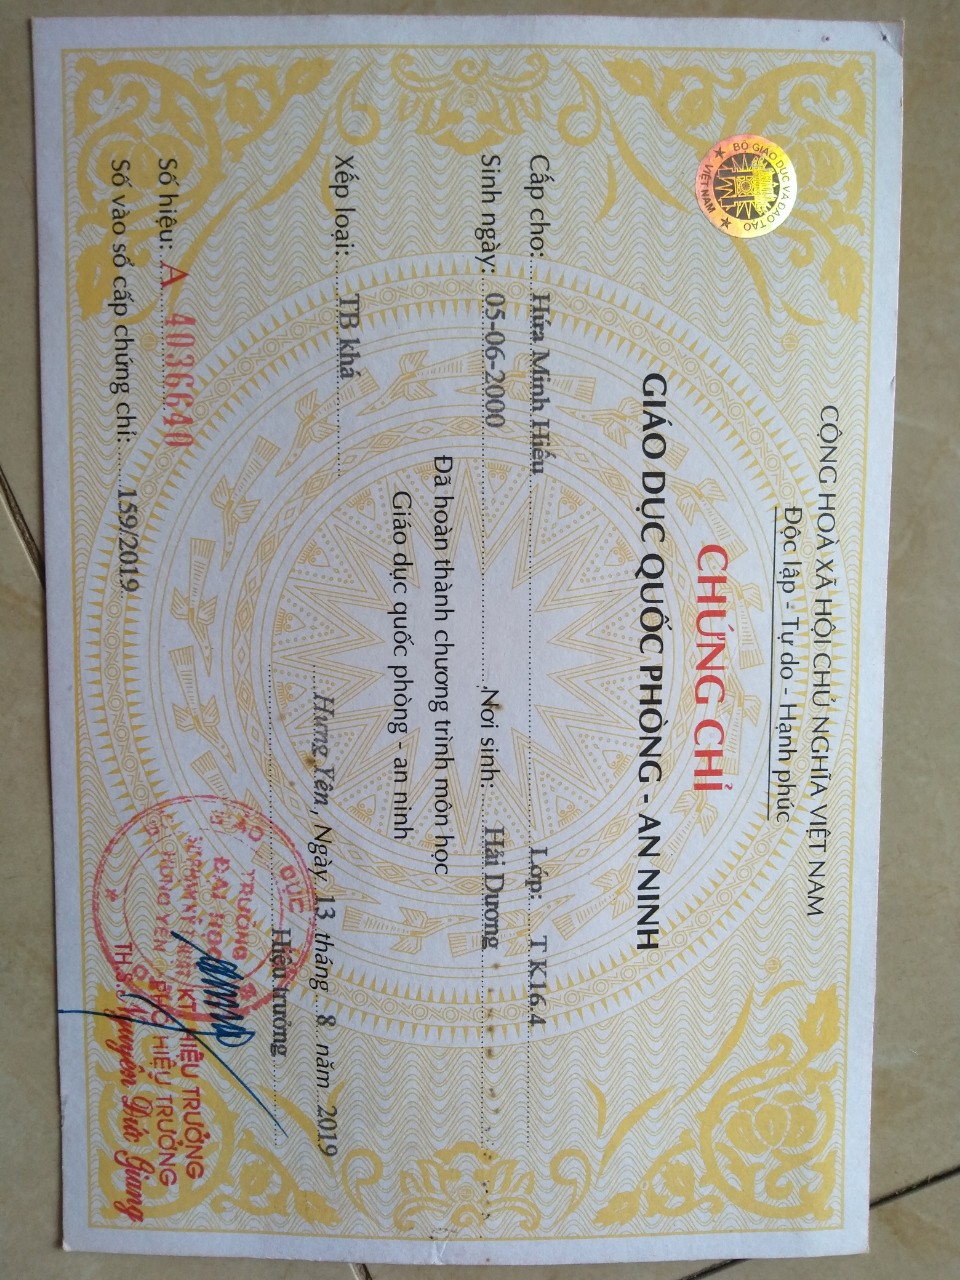 CỘNG HOÀ XÃ HỘI CHỦ NGHĨA VIỆT NAM
Độc lập - Tự do - Hạnh phúc
BỘ GIÁO DỤC VÀ ĐÀO TẠO
VIỆT NAM
CHỨNG CHỈ
GIÁO DỤC QUỐC PHÒNG - AN NINH
Cấp cho: Hứa Minh Hiếu Lớp: T K16.4
Sinh ngày: 05-06-2000 , Nơi sinh: Hải Dương
Đã hoàn thành chương trình môn học
Giáo dục quốc phòng - an ninh
Xếp loại: TB khá
Hưng Yên, Ngày 13 tháng 8 năm 2019
Hiệu trưởng
TRƯỜNG
ĐẠI HỌC
HƯNG YÊN
KT HIỆU TRƯỞNG
PHÓ HIỆU TRƯỞNG
Số hiệu: A 4036640
Số vào sổ cấp chứng chỉ: 159/2019
TH.S Nguyễn Đức Giang